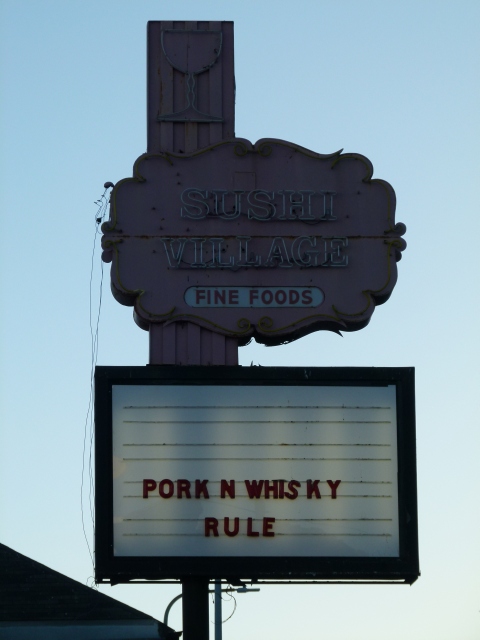 SUSHI
VILLAGE
FINE FOODS
PORK N WHISKY
RULE